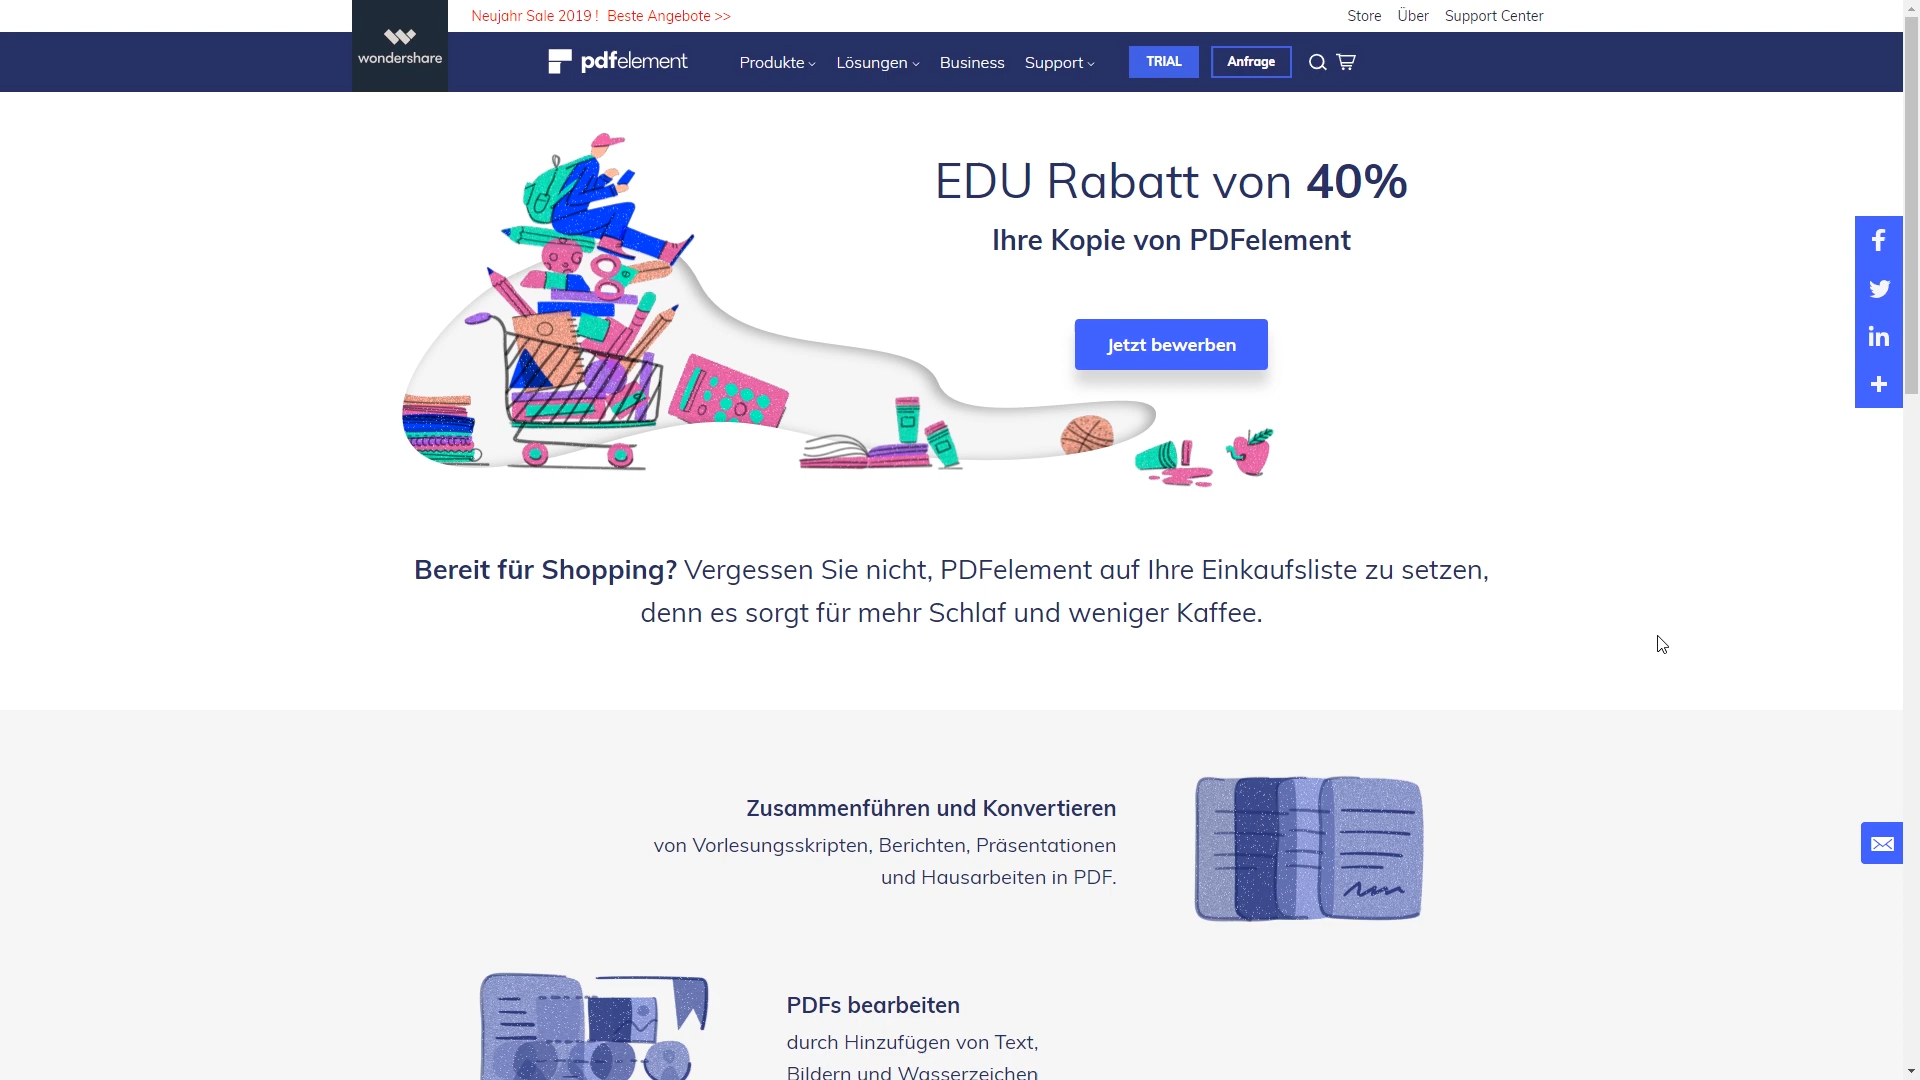 Neujahr Sale 2019 ! Beste Angebote >>
Store Über Support Center
wondershare
pdfelement
Produkte Lösungen Business Support TRIAL Anfrage
EDU Rabatt von 40%
Ihre Kopie von PDFelement
Jetzt bewerben
Bereit für Shopping? Vergessen Sie nicht, PDFelement auf Ihre Einkaufsliste zu setzen,
denn es sorgt für mehr Schlaf und weniger Kaffee.
Zusammenführen und Konvertieren
von Vorlesungsskripten, Berichten, Präsentationen
und Hausarbeiten in PDF.
PDFs bearbeiten
durch Hinzufügen von Text,
Bildern und Wasserzeichen